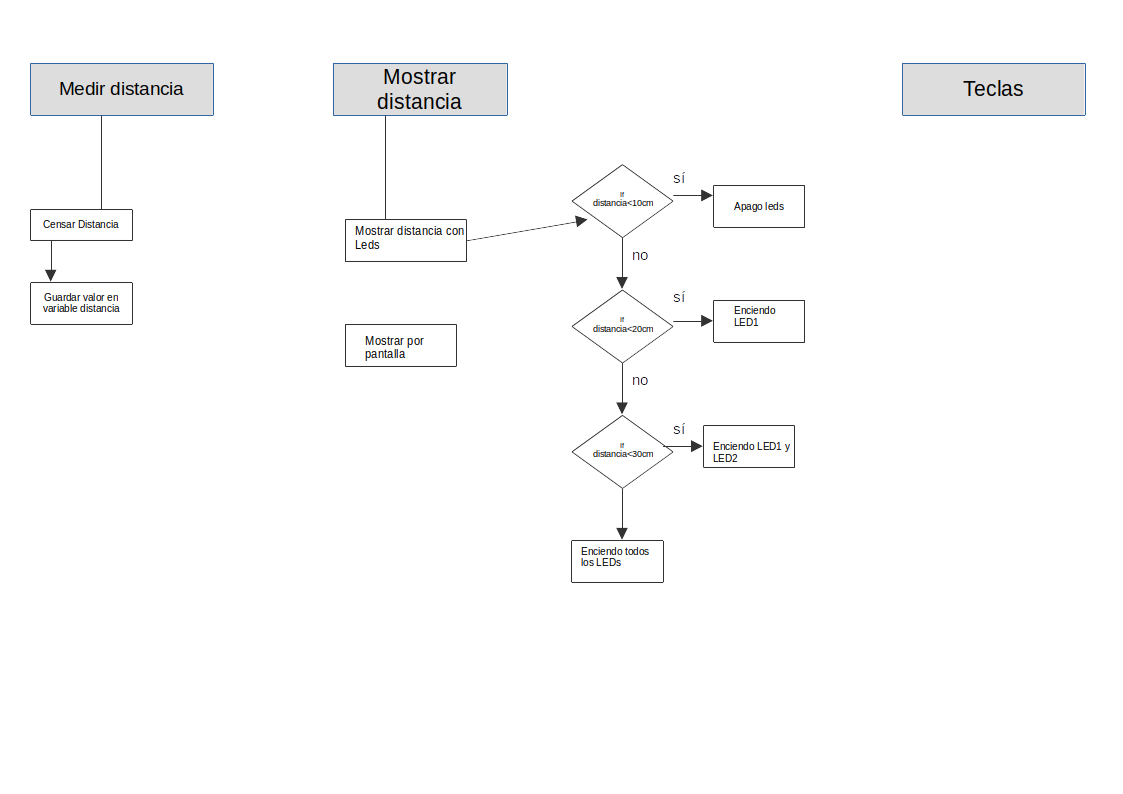 Medir distancia
Mostrar
distancia
Teclas
Censar Distancia
Guardar valor en
variable distancia
Mostrar distancia con
Leds
Mostrar por
pantalla
If
distancia<10cm
sí
Apago leds
no
If
distancia<20cm
sí
Enciendo
LED1
no
If
distancia<30cm
sí
Enciendo LED1 y
LED2
Enciendo todos
los LEDs